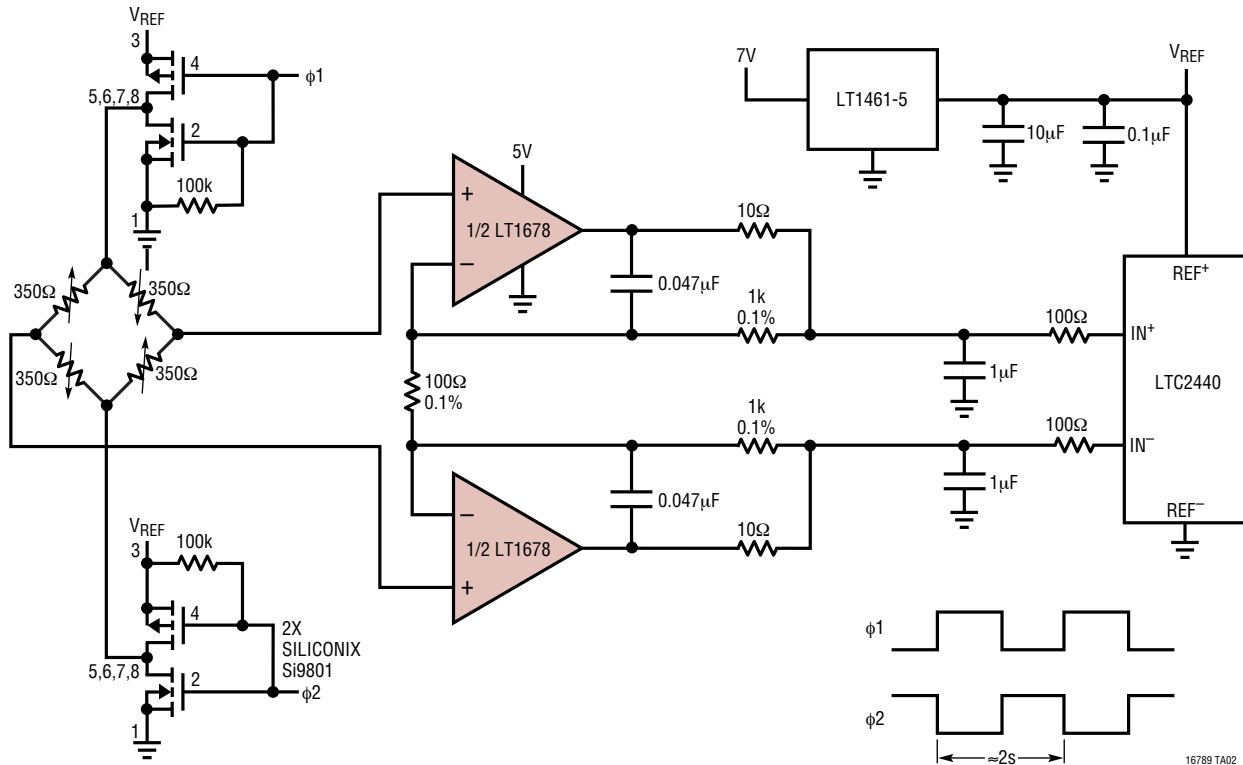 VREF
3
4
ϕ1
5,6,7,8
2
100k
1
350Ω
350Ω
350Ω
350Ω
VREF
3
100k
4
2X
SILICONIX
Si9801
5,6,7,8
2
ϕ2
1
5V
+
1/2 LT1678
−
10Ω
0.047µF
1k
0.1%
100Ω
0.1%
1k
0.1%
0.047µF
−
1/2 LT1678
+
10Ω
7V
LT1461-5
10µF
0.1µF
VREF
REF+
100Ω
IN+
1µF
LTC2440
100Ω
IN−
1µF
REF−
ϕ1
ϕ2
≈2s
16789 TA02